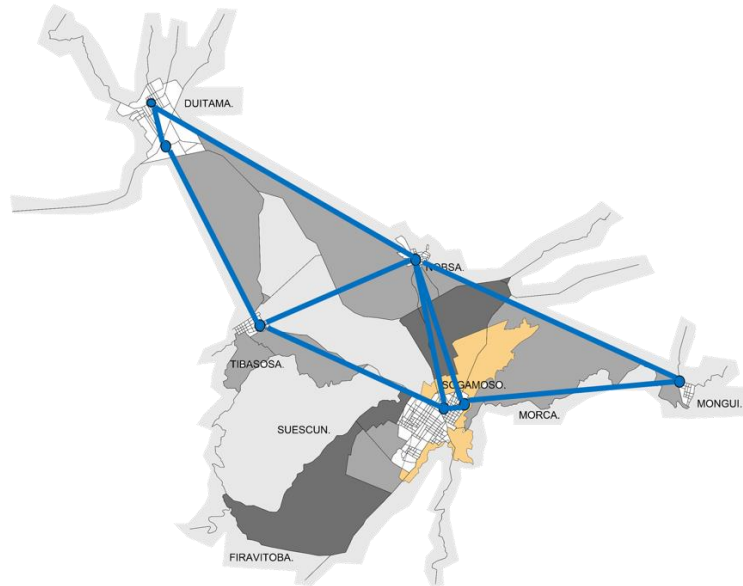 DUITAMA.
NOBSA.
TIBASOSA.
SOGAMOSO.
MONGUI.
MORCA.
SUESCUN.
FIRAVITOBA.